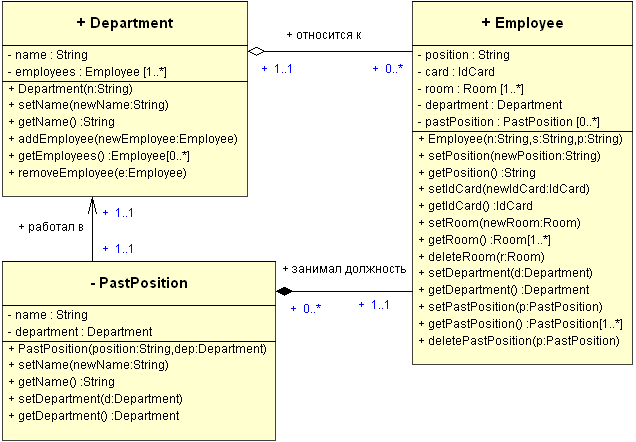 + Department
- name : String
- employees : Employee [1..*]
+ Department(n:String)
+ setName(newName:String)
+ getName() :String
+ addEmployee(newEmployee:Employee)
+ getEmployees() :Employee[0..*]
+ removeEmployee(e:Employee)
+ относится к
+ 1..1
+ 0..*
+ Employee
- position : String
- card : IdCard
- room : Room [1..*]
- department : Department
- pastPosition : PastPosition [0..*]
+ Employee(n:String,s:String,p:String)
+ setPosition(newPosition:String)
+ getPosition() :String
+ setIdCard(newIdCard:IdCard)
+ getIdCard() :IdCard
+ setRoom(newRoom:Room)
+ getRoom() :Room[1..*]
+ deleteRoom(r:Room)
+ setDepartment(d:Department)
+ getDepartment() :Department
+ setPastPosition(p:PastPosition)
+ getPastPosition() :PastPosition[1..*]
+ deletePastPosition(p:PastPosition)
+ 1..1
+ работал в
+ 1..1
+ занимал должность
+ 0..*
+ 1..1
- PastPosition
- name : String
- department : Department
+ PastPosition(position:String,dep:Department)
+ setName(newName:String)
+ getName() :String
+ setDepartment(d:Department)
+ getDepartment() :Department